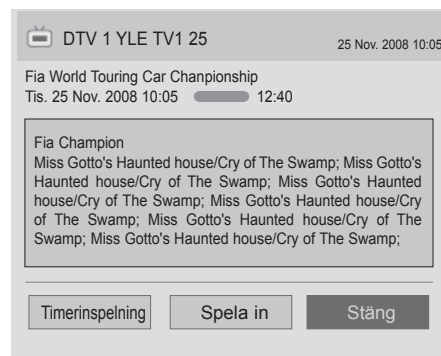 DTV 1 YLE TV1 25
25 Nov. 2008 10:05
Fia World Touring Car Chanpionship
Tis. 25 Nov. 2008 10:05 12:40
Fia Champion
Miss Gotto's Haunted house/Cry of The Swamp; Miss Gotto's
Haunted house/Cry of The Swamp; Miss Gotto's Haunted
house/Cry of The Swamp; Miss Gotto's Haunted house/Cry
of The Swamp; Miss Gotto's Haunted house/Cry of The
Swamp; Miss Gotto's Haunted house/Cry of The Swamp;
Timerinspelning
Spela in
Stäng